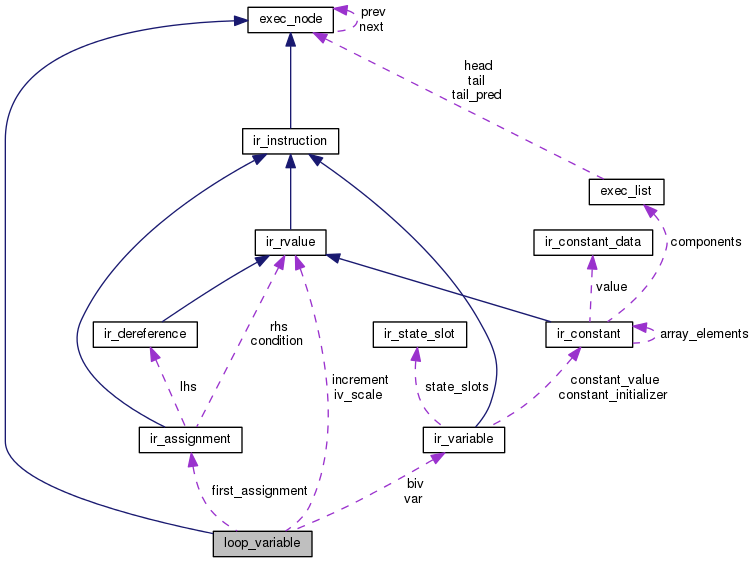 exec_node
prev
next
head
tail
tail_pred
ir_instruction
exec_list
ir_rvalue
ir_constant_data
components
value
ir_dereference
rhs
condition
ir_state_slot
ir_constant
array_elements
lhs
increment
iv_scale
state_slots
constant_value
constant_initializer
ir_assignment
ir_variable
first_assignment
biv
var
loop_variable